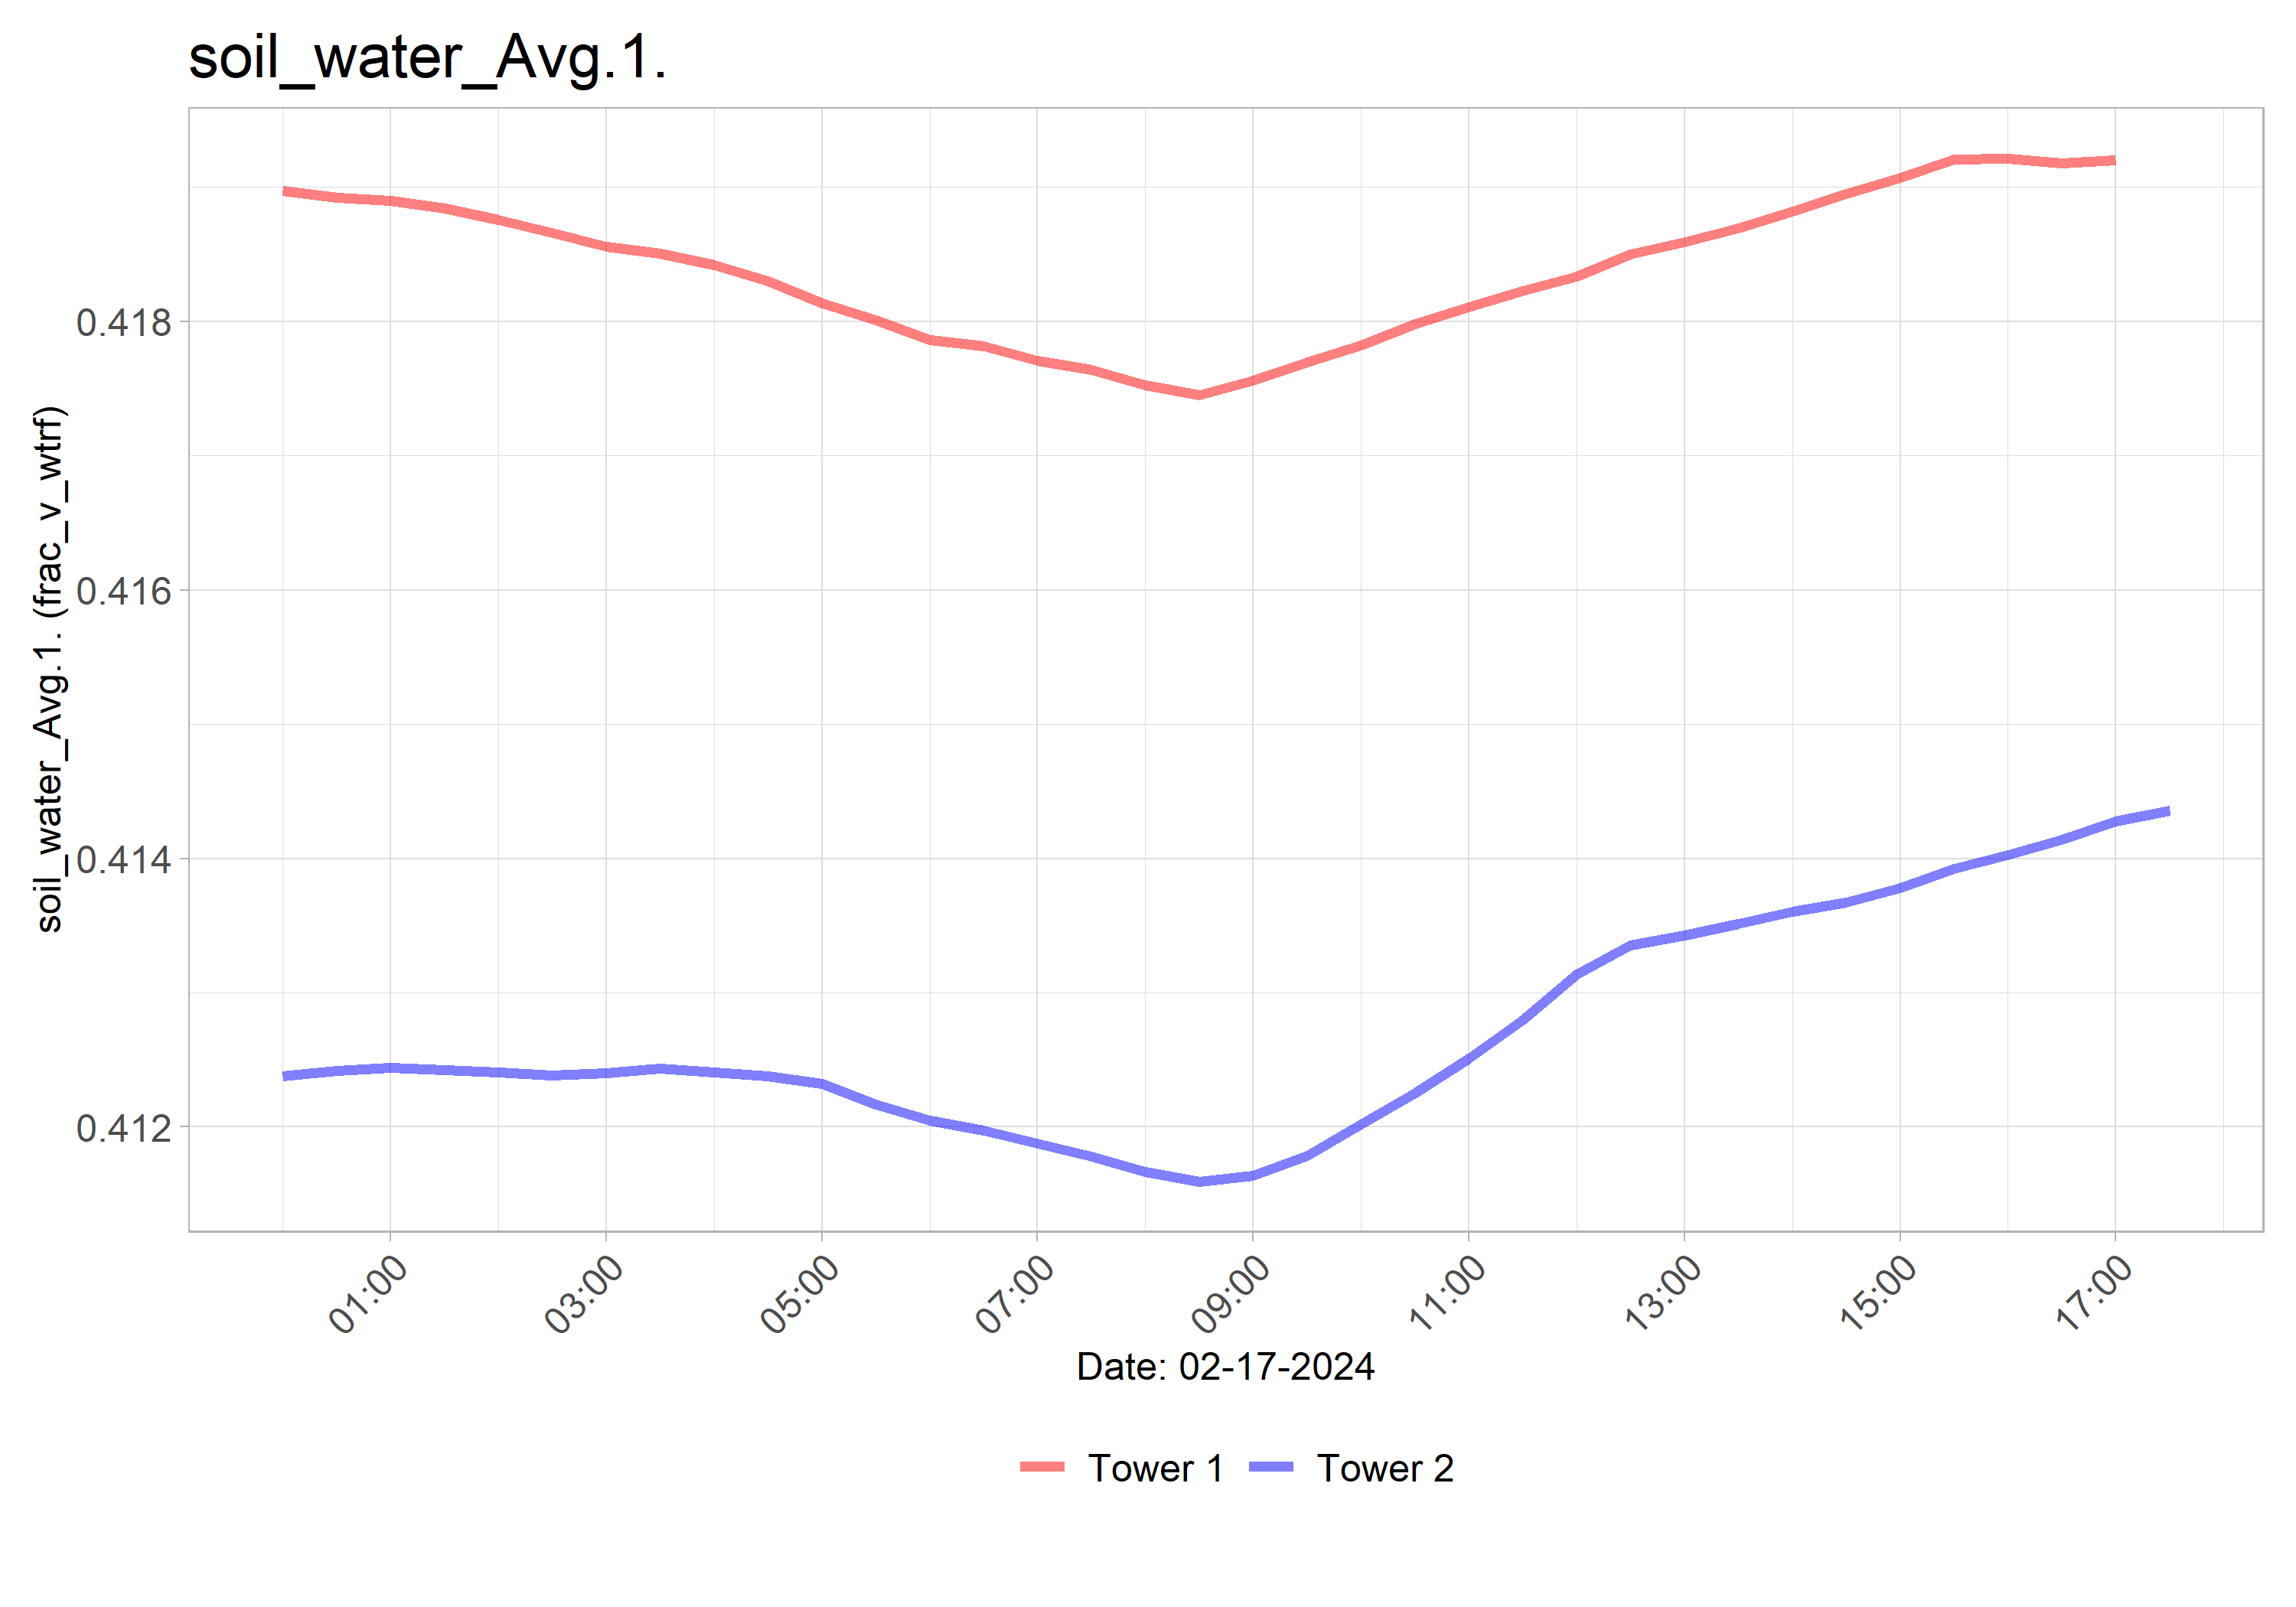 soil_water_Avg.1.
soil_water_Avg.1. (frac_v_wtrf)
0.418
0.416
0.414
0.412
01:00
03:00
05:00
07:00
09:00
11:00
13:00
15:00
17:00
Date: 02-17-2024
Tower 1
Tower 2